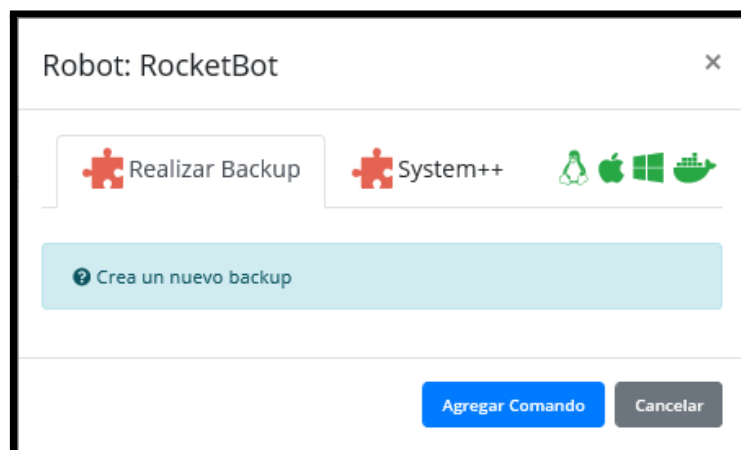 Robot: RocketBot
×
Realizar Backup
System++
Crea un nuevo backup
Agregar Comando
Cancelar